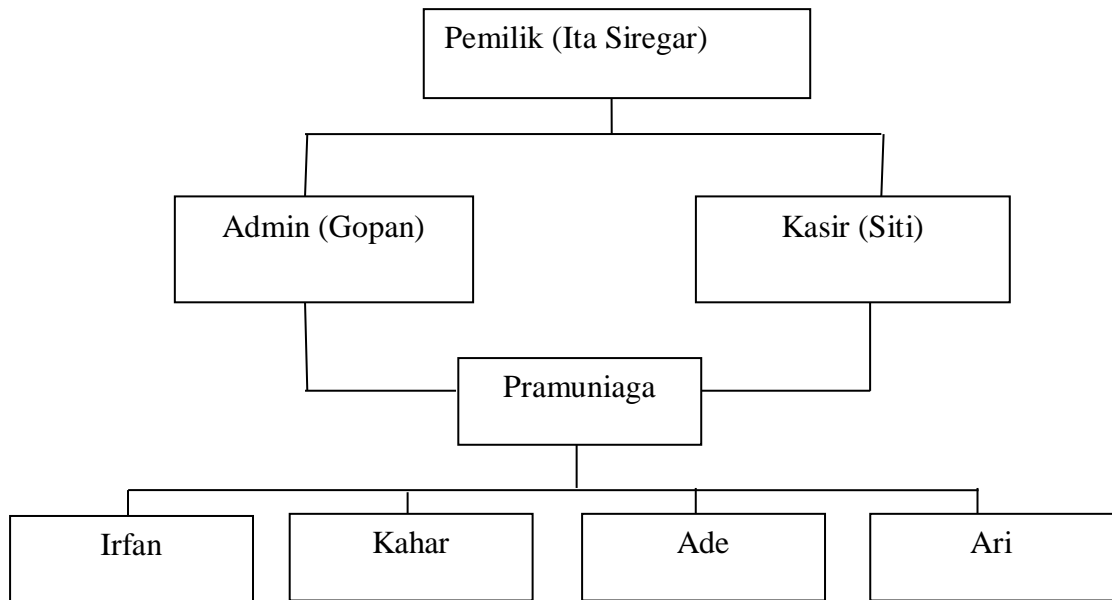 Pemilik (Ita Siregar)
Admin (Gopan)
Kasir (Siti)
Pramuniaga
Irfan
Kahar
Ade
Ari